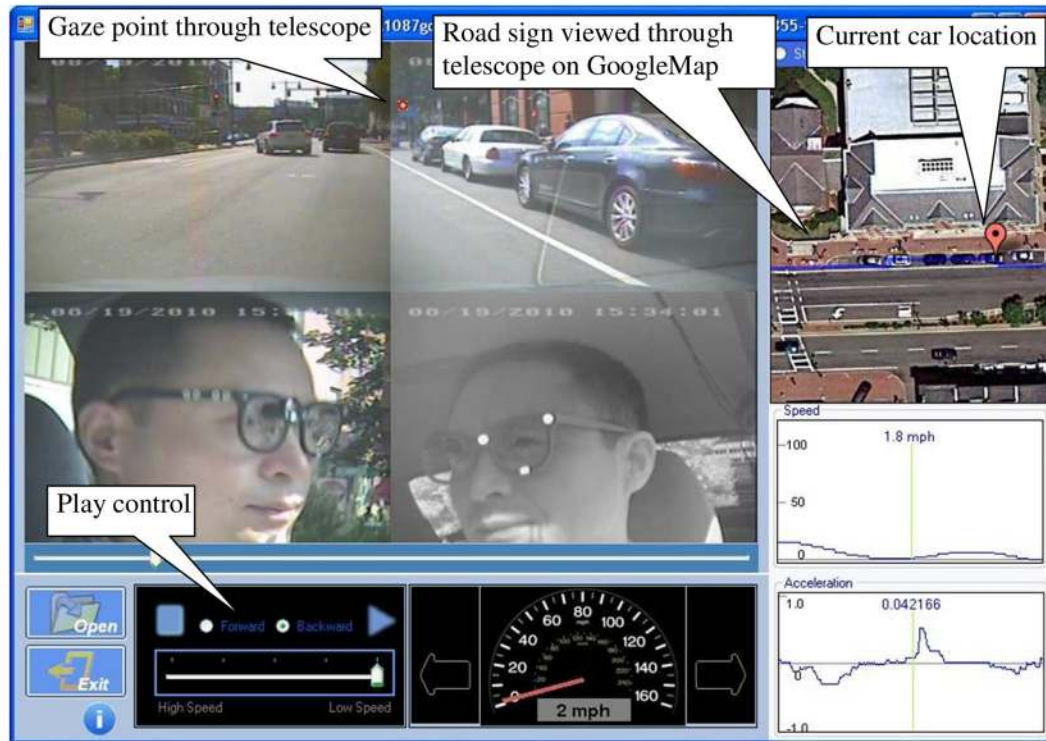 Gaze point through telescope
Road sign viewed through
telescope on GoogleMap
Current car location
06/19/2010 15:34:01
Play control
Open
Exit
Forward
Backward
High Speed
Low Speed
0
20
40
60
80
100
120
140
160
mph
2 mph
Speed
1.8 mph
100
50
0
Acceleration
0.042166
1.0
0
-1.0